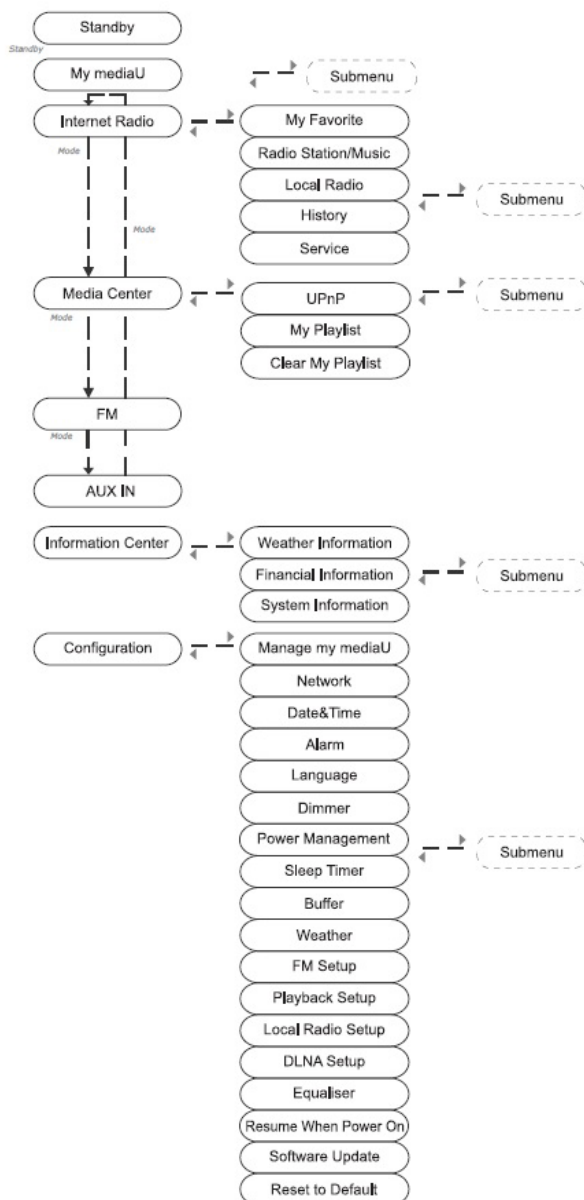 Standby
Standby
My mediaU
Submenu
Internet Radio
My Favorite
Mode
Radio Station/Music
Local Radio
Submenu
History
Mode
Service
Media Center
UPnP
Submenu
Mode
My Playlist
Clear My Playlist
FM
Mode
AUX IN
Information Center
Weather Information
Financial Information
Submenu
System Information
Configuration
Manage my mediaU
Network
Date&Time
Alarm
Language
Dimmer
Power Management
Submenu
Sleep Timer
Buffer
Weather
FM Setup
Playback Setup
Local Radio Setup
DLNA Setup
Equaliser
Resume When Power On
Software Update
Reset to Default